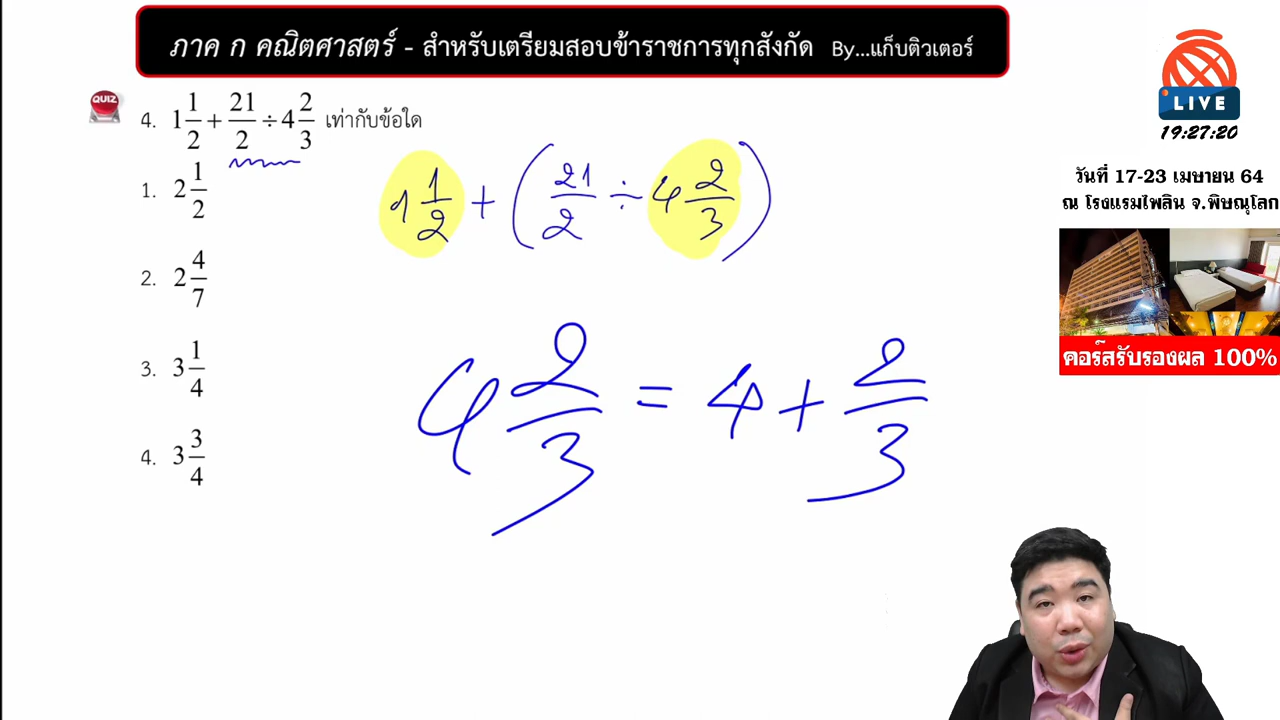 ภาค ก คณิตศาสตร์ - สำหรับเตรียมสอบข้าราชการทุกสังกัด By...แก็บติวเตอร์
LIVE
19:27:20
QUIZ
4. 1 1/2 + 21/2 ÷ 4 2/3 เท่ากับข้อใด
1. 2 1/2
2. 2 4/7
3. 3 1/4
4. 3 3/4
1 1/2 + ( 21/2 ÷ 4 2/3 )
4 2/3 = 4 + 2/3
วันที่ 17-23 เมษายน 64
ณ โรงแรมไพลิน จ.พิษณุโลก
คอร์สรับรองผล 100%